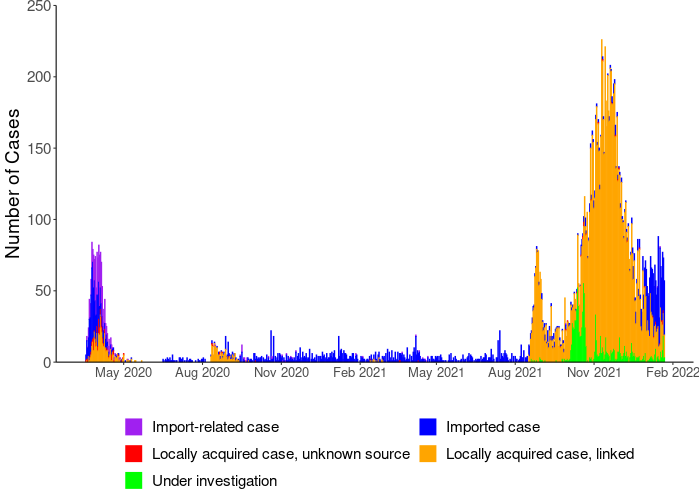 250
200
150
100
50
0
Number of Cases
May 2020 Aug 2020 Nov 2020 Feb 2021 May 2021 Aug 2021 Nov 2021 Feb 2022
Import-related case Imported case
Locally acquired case, unknown source Locally acquired case, linked
Under investigation